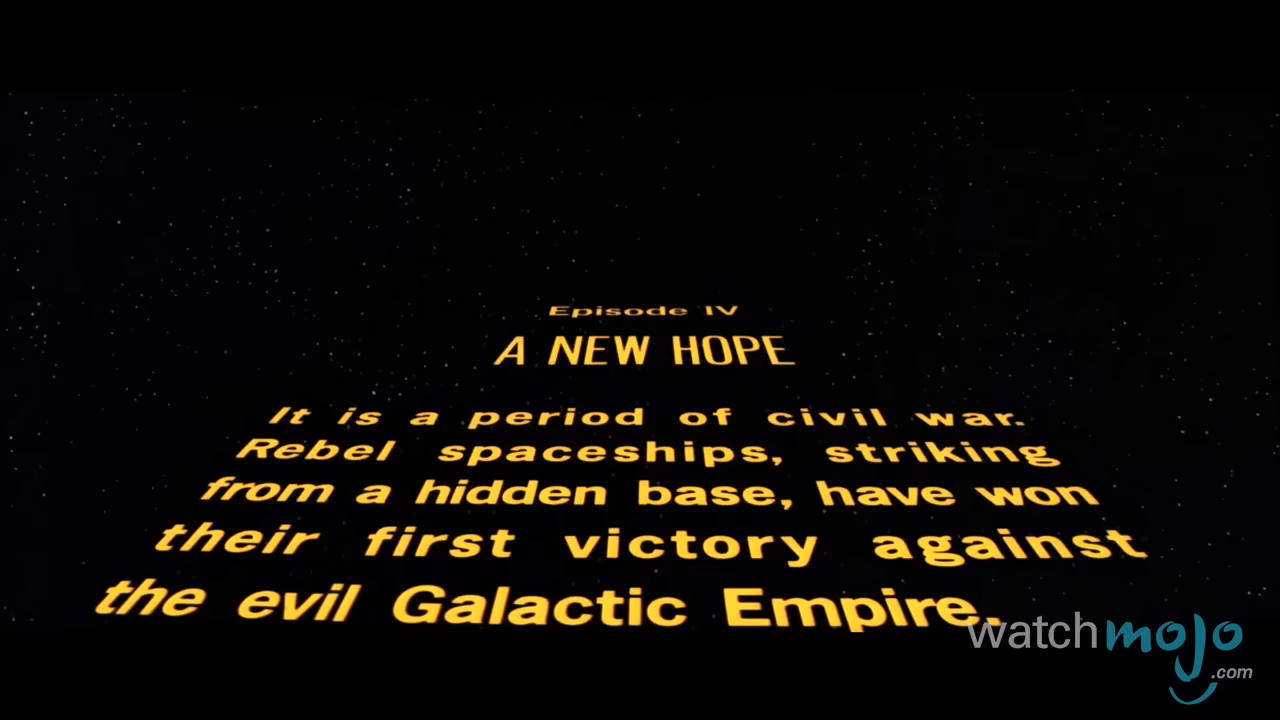 Episode IV
A NEW HOPE
It is a period of civil war.
Rebel spaceships, striking
from a hidden base, have won
their first victory against
the evil Galactic Empire.
watchmojo
.com